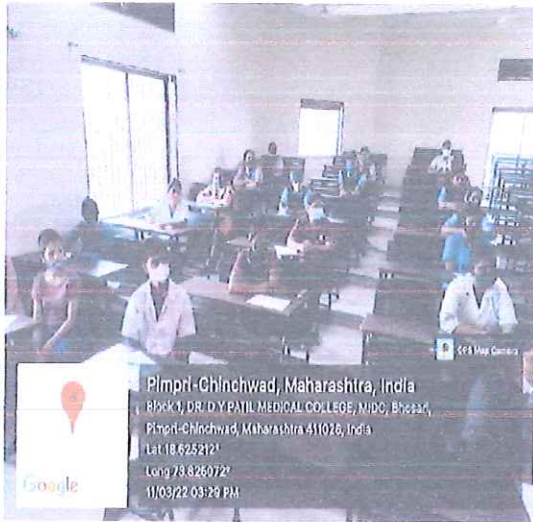 GPS Map Camera
Pimpri-Chinchwad, Maharashtra, India
Block 1, DR. D Y PATIL MEDICAL COLLEGE, MIDC, Bhosari,
Pimpri-Chinchwad, Maharashtra 411026, India
Lat 18.625212°
Long 73.826072°
11/03/22 03:29 PM
Google